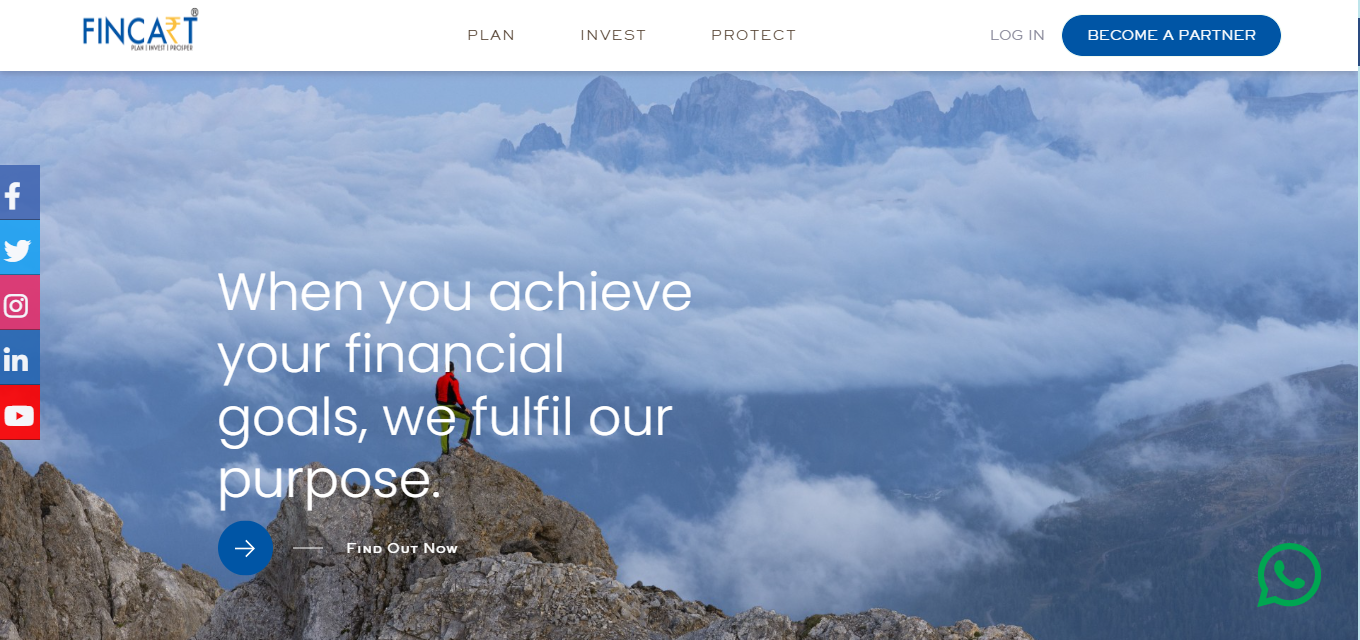 FINCA₹T®
PLAN | INVEST | PROSPER
PLAN
INVEST
PROTECT
LOG IN
BECOME A PARTNER
When you achieve
your financial
goals, we fulfil our
purpose.
Find Out Now